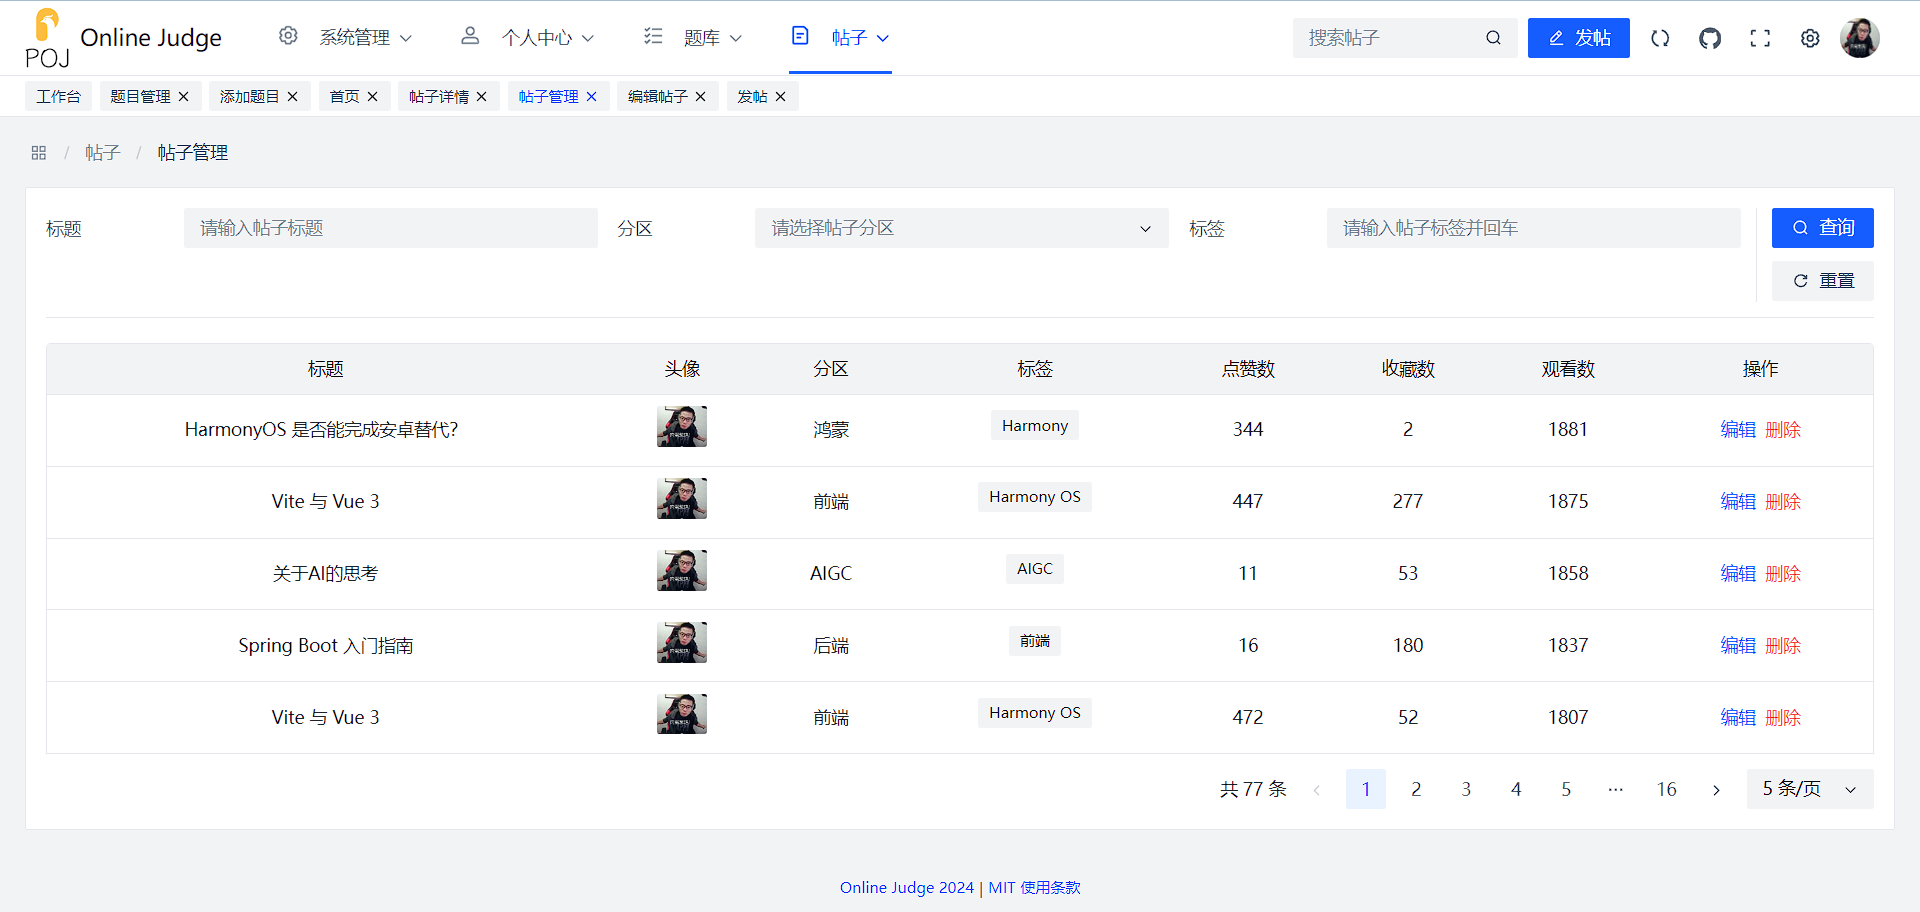 POJ Online Judge 系统管理 个人中心 题库 帖子 搜索帖子 发帖
工作台 题目管理 添加题目 首页 帖子详情 帖子管理 编辑帖子 发帖
/ 帖子 / 帖子管理
标题 请输入帖子标题 分区 请选择帖子分区 标签 请输入帖子标签并回车 查询
重置
标题 头像 分区 标签 点赞数 收藏数 观看数 操作
HarmonyOS 是否能完成安卓替代? 鸿蒙 Harmony 344 2 1881 编辑 删除
Vite 与 Vue 3 前端 Harmony OS 447 277 1875 编辑 删除
关于AI的思考 AIGC AIGC 11 53 1858 编辑 删除
Spring Boot 入门指南 后端 前端 16 180 1837 编辑 删除
Vite 与 Vue 3 前端 Harmony OS 472 52 1807 编辑 删除
共 77 条 1 2 3 4 5 ··· 16 5 条/页
Online Judge 2024 | MIT 使用条款